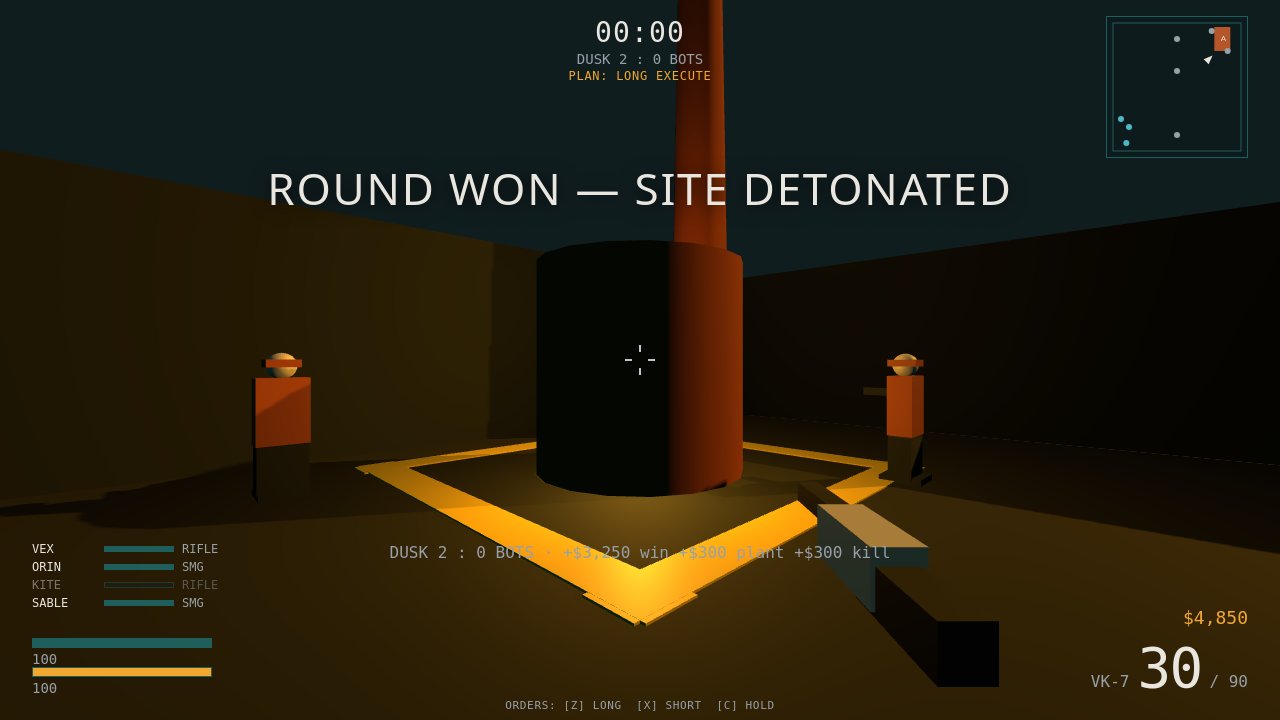 00:00
DUSK 2 : 0 BOTS
PLAN: LONG EXECUTE
A
ROUND WON — SITE DETONATED
DUSK 2 : 0 BOTS · +$3,250 win +$300 plant +$300 kill
VEX RIFLE
ORIN SMG
KITE RIFLE
SABLE SMG
100
100
$4,850
VK-7 30 / 90
ORDERS: [Z] LONG [X] SHORT [C] HOLD